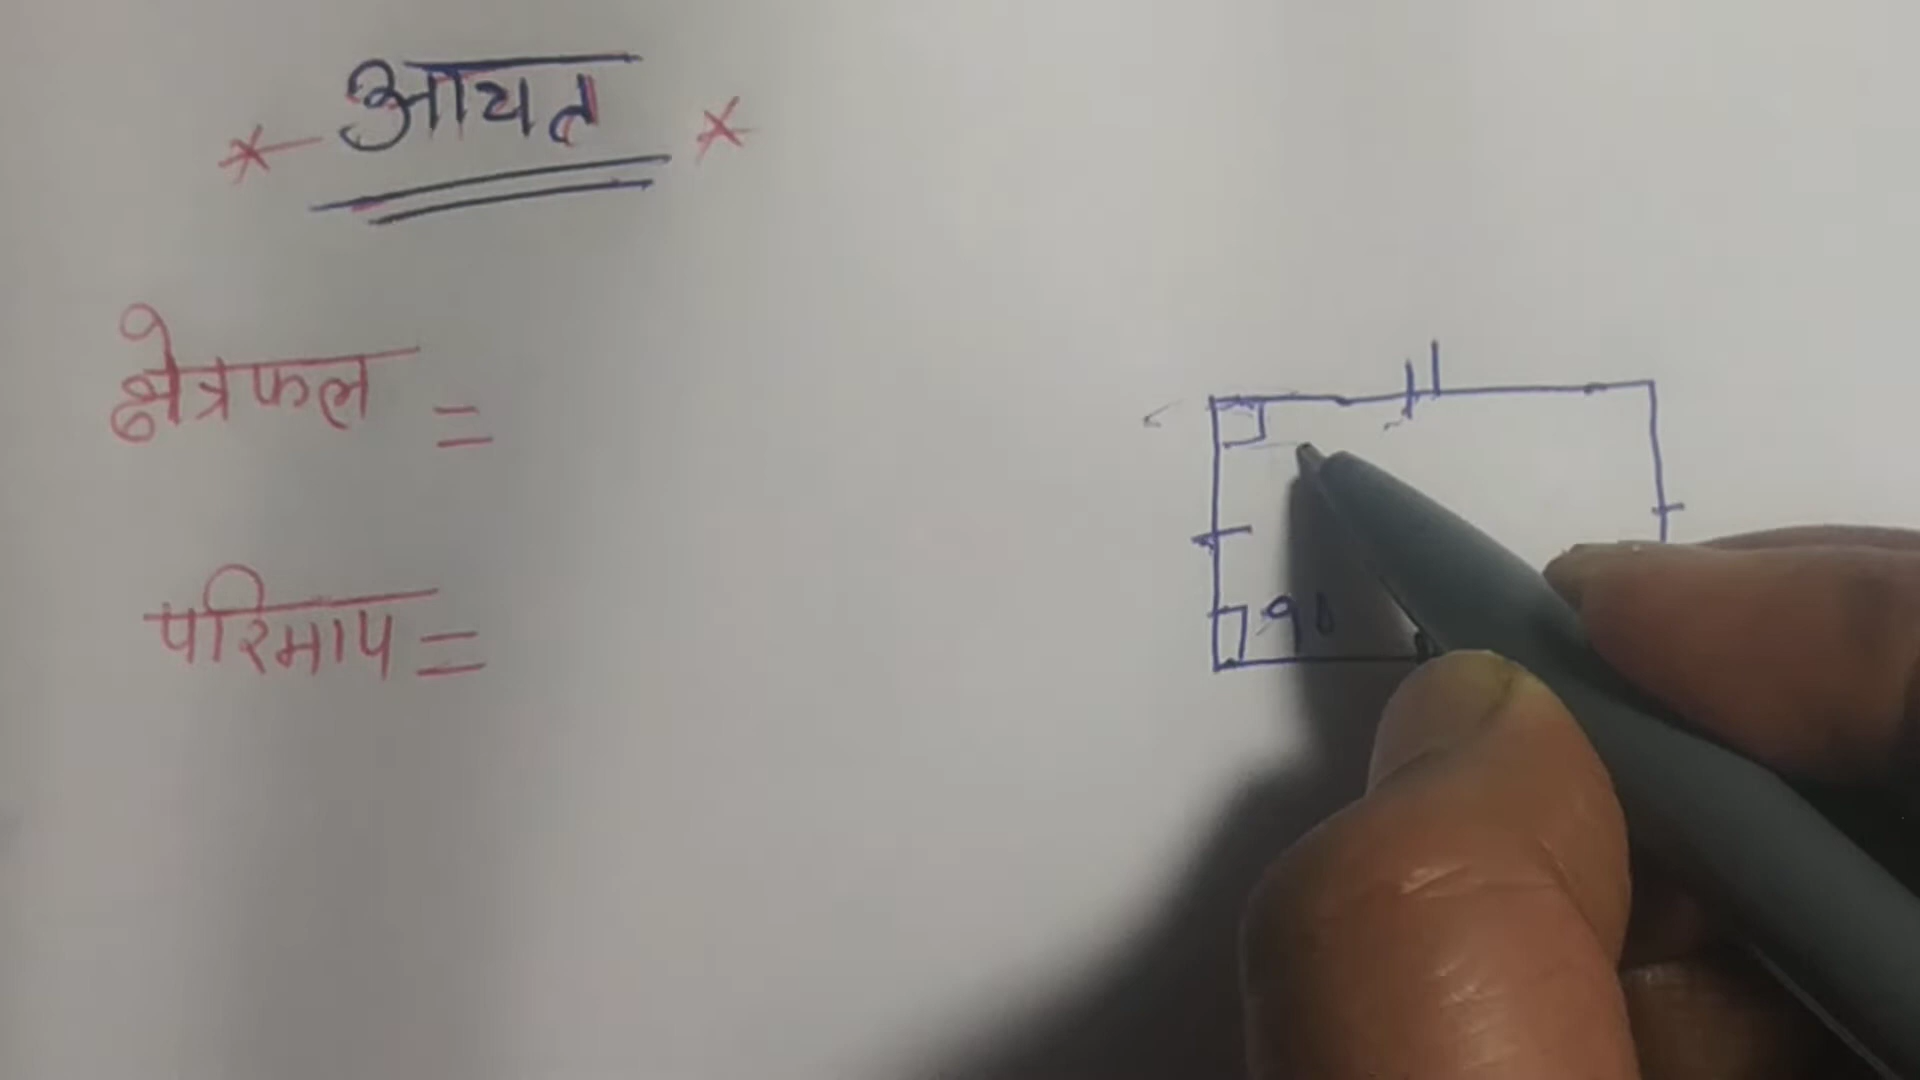 आयत
क्षेत्रफल =
परिमाप =
90